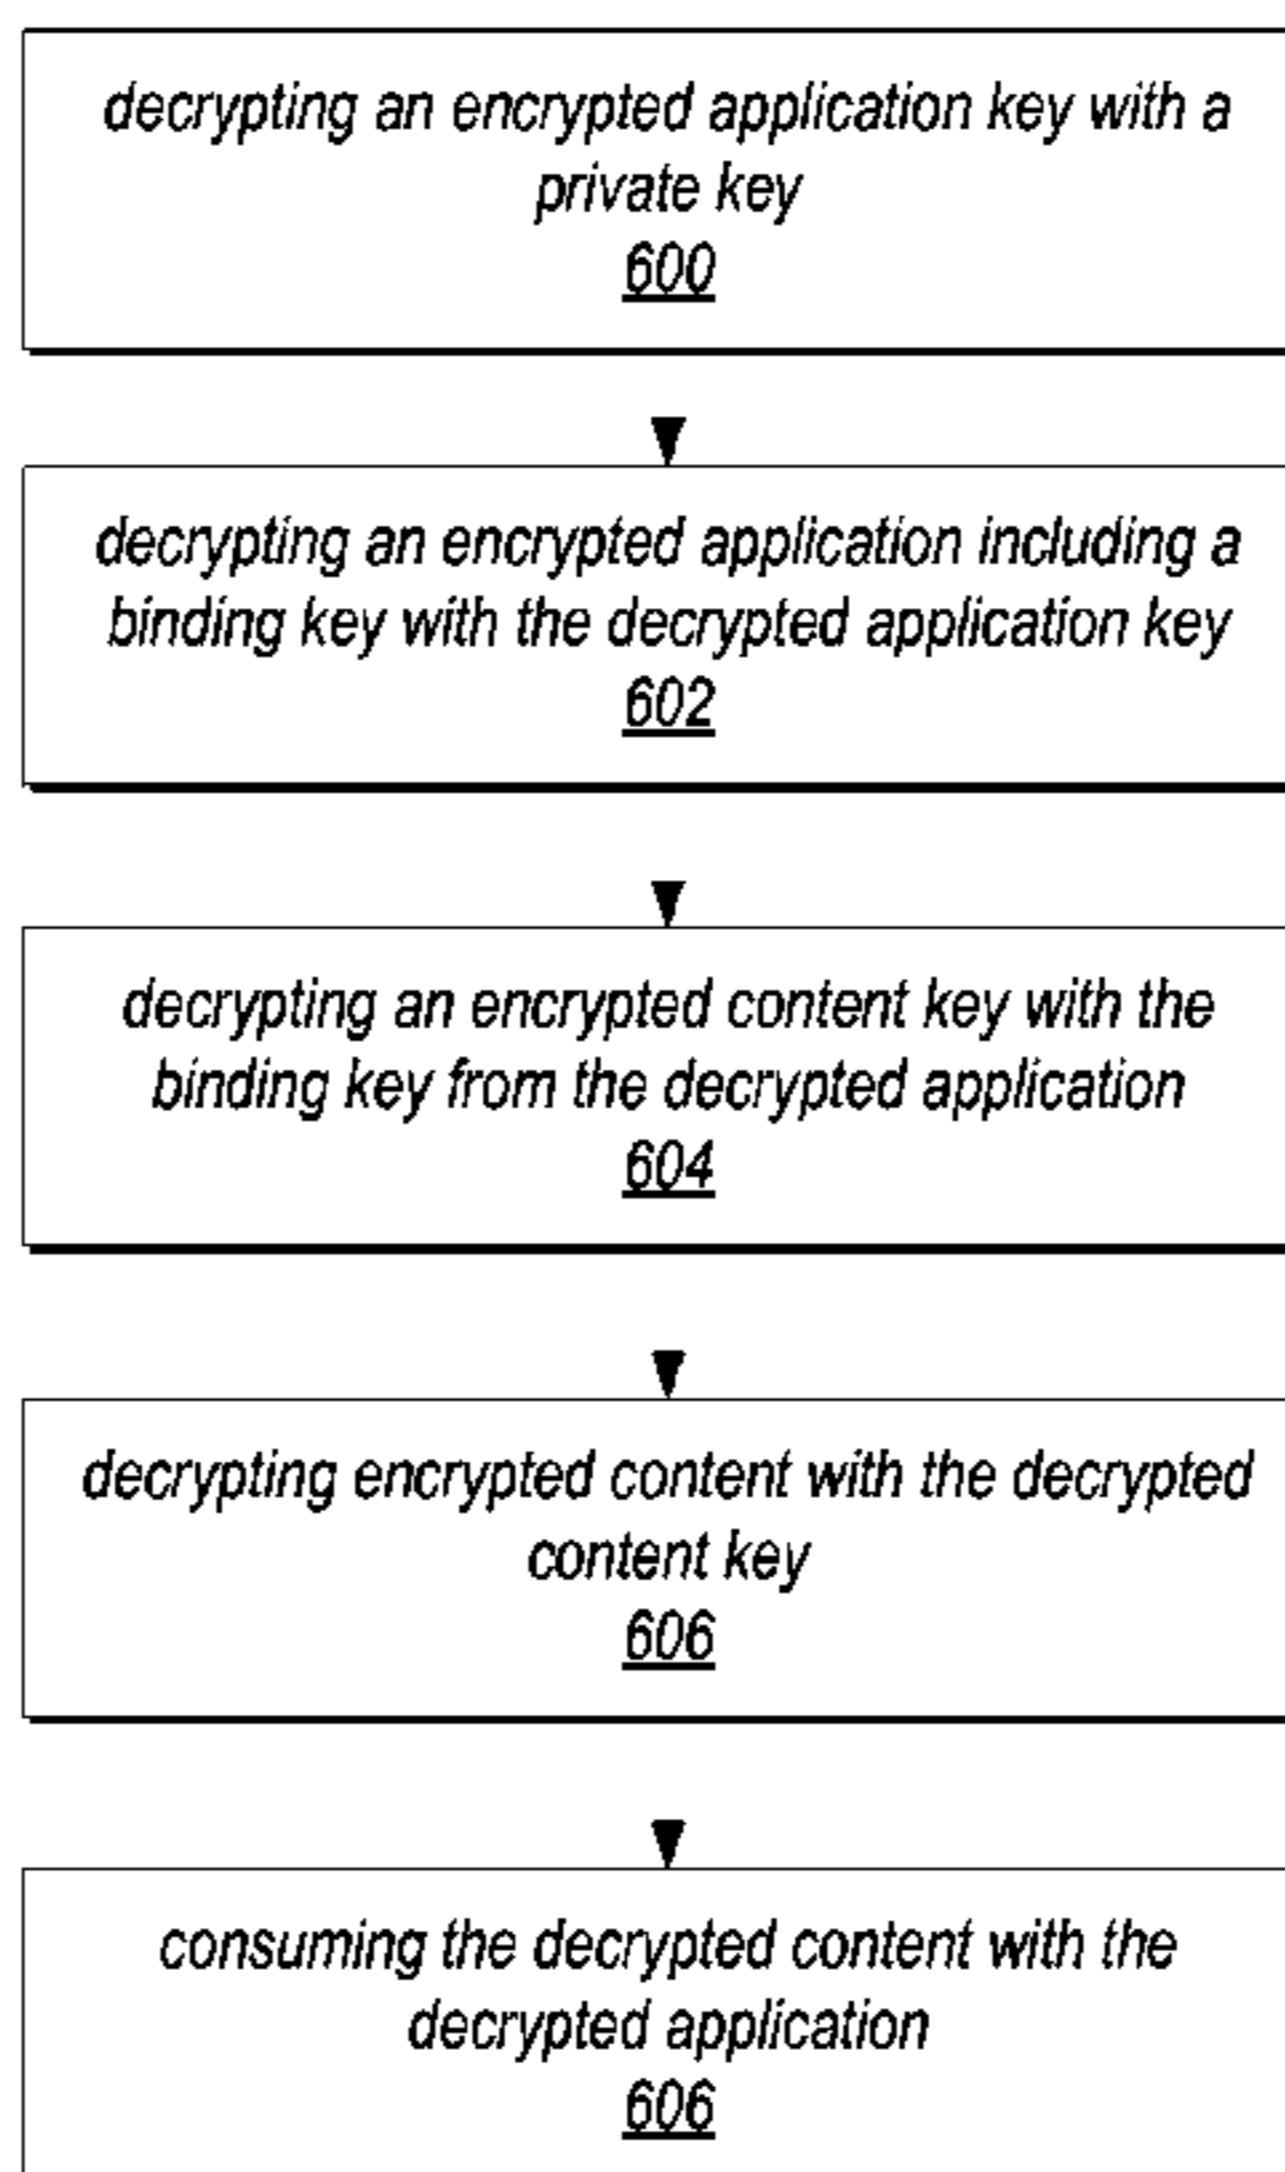 decrypting an encrypted application key with a
private key
600
decrypting an encrypted application including a
binding key with the decrypted application key
602
decrypting an encrypted content key with the
binding key from the decrypted application
604
decrypting encrypted content with the decrypted
content key
606
consuming the decrypted content with the
decrypted application
606